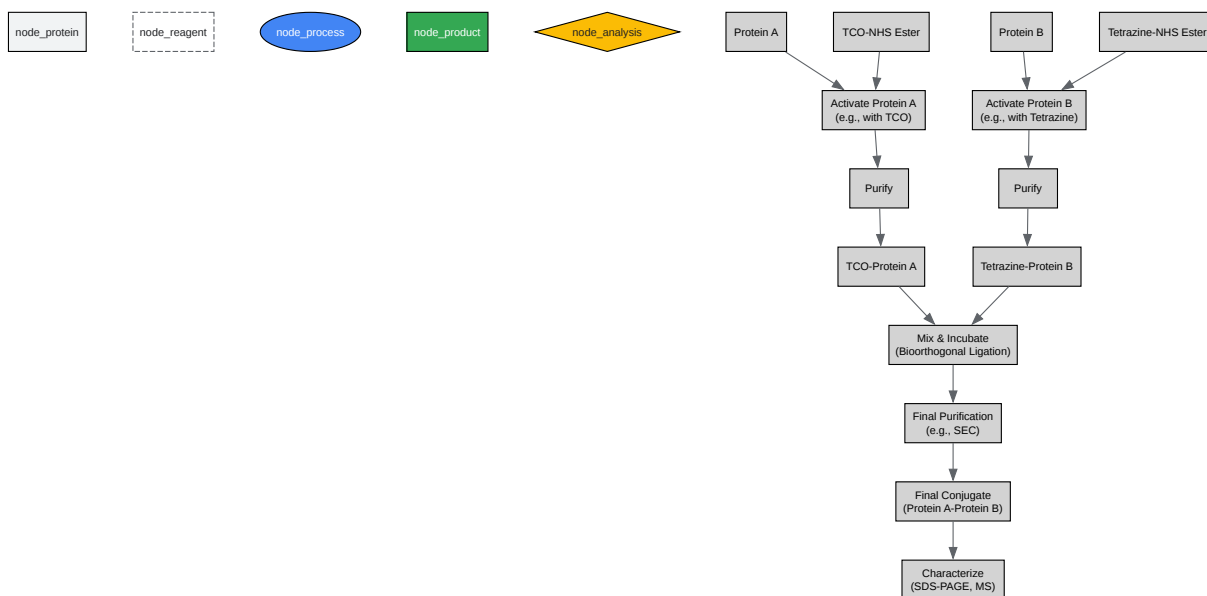 node_protein
node_reagent
node_process
node_product
node_analysis
Protein A
TCO-NHS Ester
Protein B
Tetrazine-NHS Ester
Activate Protein A
(e.g., with TCO)
Activate Protein B
(e.g., with Tetrazine)
Purify
Purify
TCO-Protein A
Tetrazine-Protein B
Mix & Incubate
(Bioorthogonal Ligation)
Final Purification
(e.g., SEC)
Final Conjugate
(Protein A-Protein B)
Characterize
(SDS-PAGE, MS)